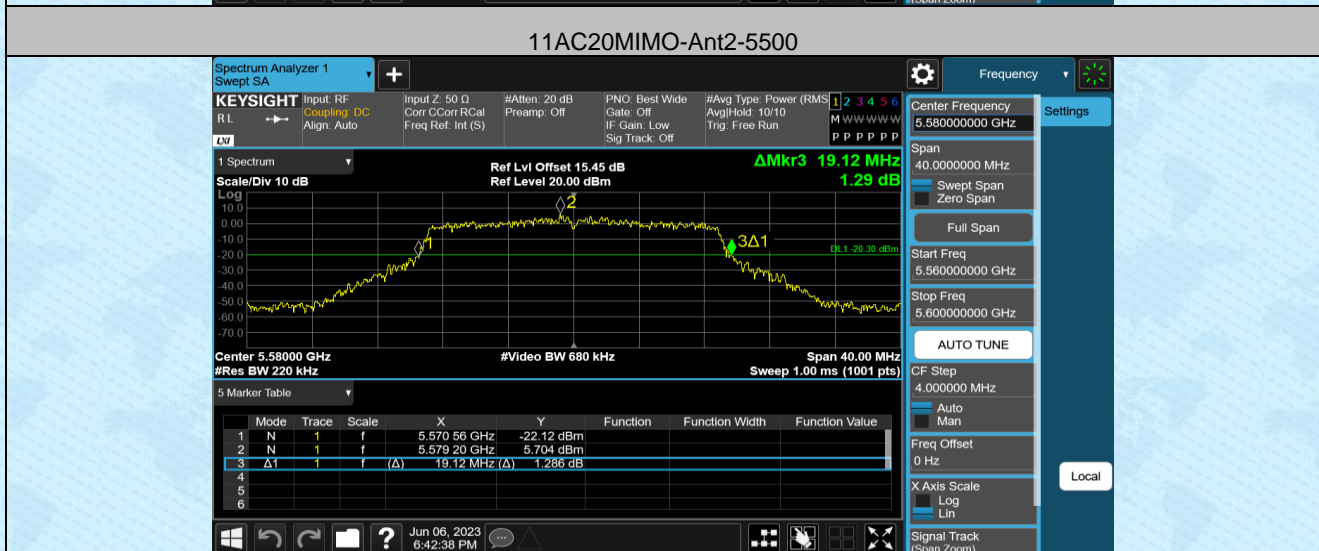 (Span Zoom)
11AC20MIMO-Ant2-5500
Spectrum Analyzer 1
Swept SA
Frequency
KEYSIGHT
RL
LXI
Input: RF
Coupling: DC
Align: Auto
Input Z: 50 Ω
Corr CCorr RCal
Freq Ref: Int (S)
#Atten: 20 dB
Preamp: Off
PNO: Best Wide
Gate: Off
IF Gain: Low
Sig Track: Off
#Avg Type: Power (RMS
Avg|Hold: 10/10
Trig: Free Run
1 2 3 4 5 6
M W W W W W
P P P P P P
1 Spectrum
Scale/Div 10 dB
Ref Lvl Offset 15.45 dB
Ref Level 20.00 dBm
ΔMkr3 19.12 MHz
1.29 dB
Log
10.0
0.00
-10.0
-20.0
-30.0
-40.0
-50.0
-60.0
-70.0
1
2
3Δ1
DL1 -20.30 dBm
Center 5.58000 GHz
#Video BW 680 kHz
Span 40.00 MHz
#Res BW 220 kHz
Sweep 1.00 ms (1001 pts)
5 Marker Table
Mode Trace Scale X Y Function Function Width Function Value
1 N 1 f 5.570 56 GHz -22.12 dBm
2 N 1 f 5.579 20 GHz 5.704 dBm
3 Δ1 1 f (Δ) 19.12 MHz (Δ) 1.286 dB
4
5
6
Jun 06, 2023
6:42:38 PM
Center Frequency
5.580000000 GHz
Settings
Span
40.0000000 MHz
Swept Span
Zero Span
Full Span
Start Freq
5.560000000 GHz
Stop Freq
5.600000000 GHz
AUTO TUNE
CF Step
4.000000 MHz
Auto
Man
Freq Offset
0 Hz
X Axis Scale
Log
Lin
Local
Signal Track
(Span Zoom)